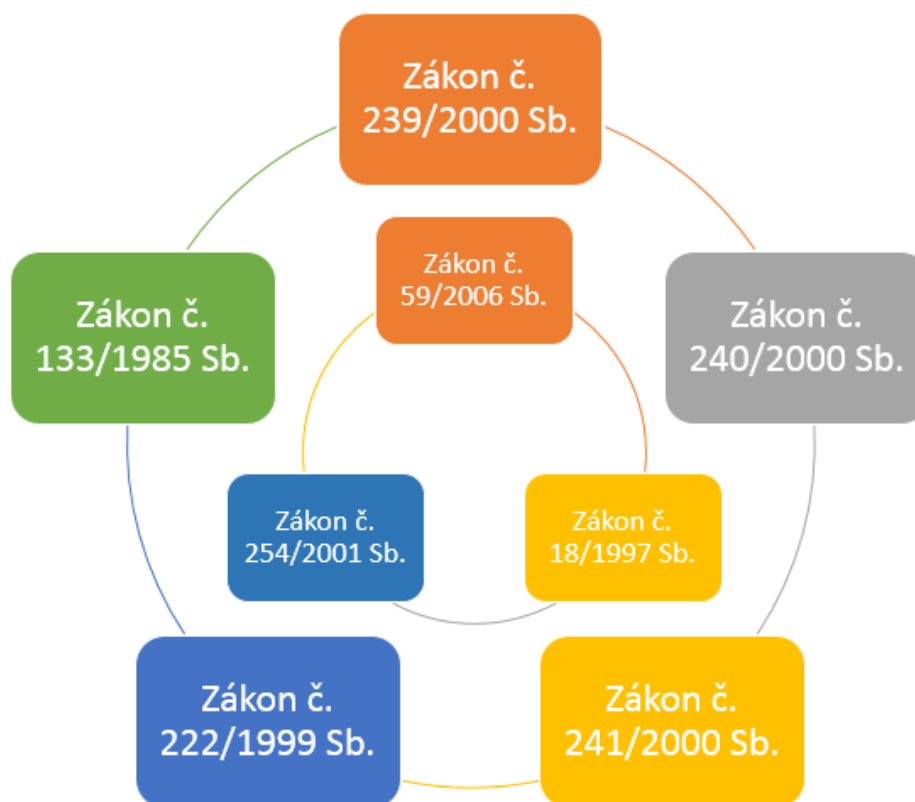 Zákon č.
239/2000 Sb.
Zákon č.
59/2006 Sb.
Zákon č.
133/1985 Sb.
Zákon č.
240/2000 Sb.
Zákon č.
254/2001 Sb.
Zákon č.
18/1997 Sb.
Zákon č.
222/1999 Sb.
Zákon č.
241/2000 Sb.